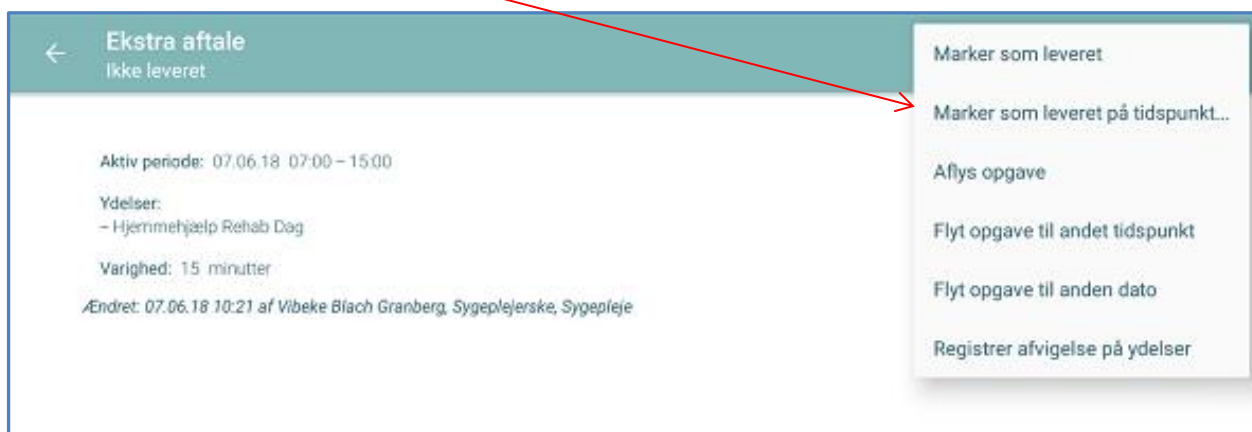 Ekstra aftale
Ikke leveret
Aktiv periode: 07.06.18 07:00 – 15:00
Ydelser:
– Hjemmehjælp Rehab Dag
Varighed: 15 minutter
Ændret: 07.06.18 10:21 af Vibeke Blach Granberg, Sygeplejerske, Sygepleje
Marker som leveret
Marker som leveret på tidspunkt...
Aflys opgave
Flyt opgave til andet tidspunkt
Flyt opgave til anden dato
Registrer afvigelse på ydelser